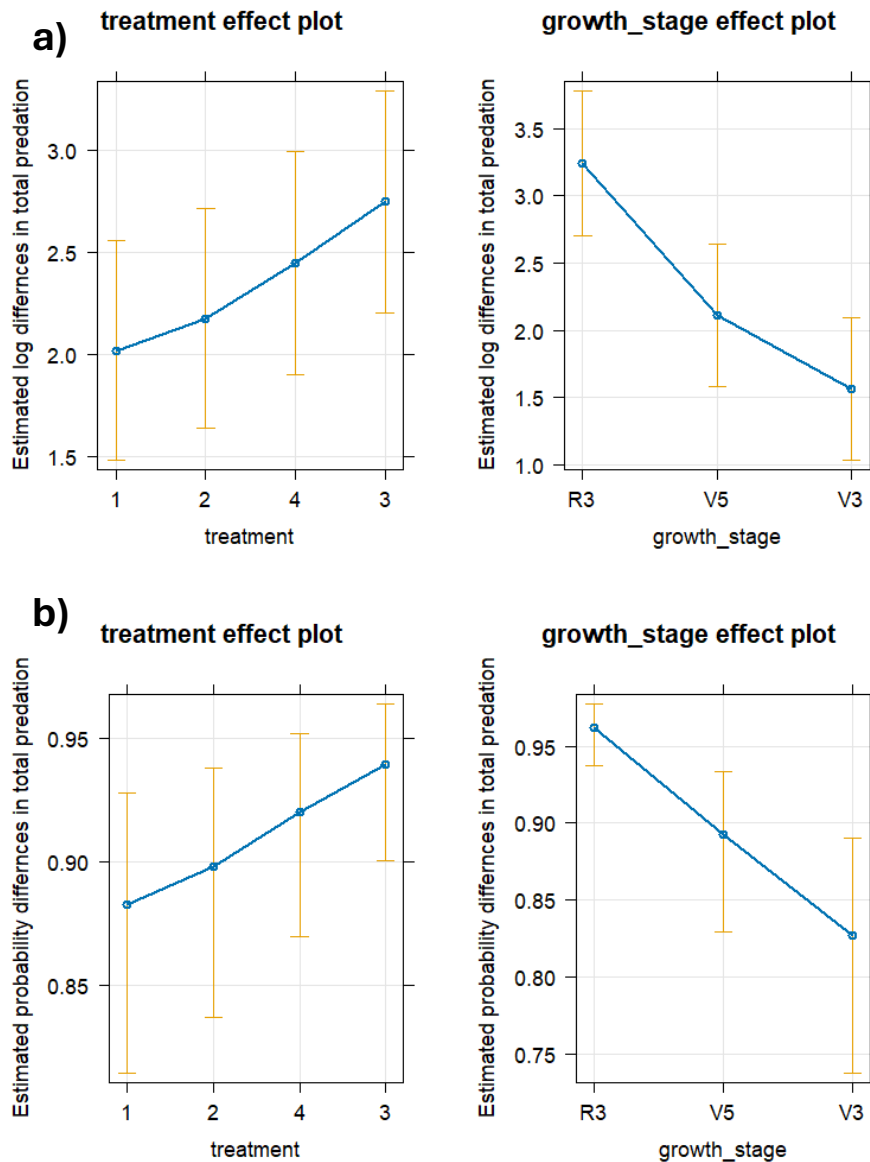 a)
treatment effect plot
growth_stage effect plot
Estimated log differnces in total predation
3.0
2.5
2.0
1.5
1
2
4
3
treatment
Estimated log differnces in total predation
3.5
3.0
2.5
2.0
1.5
1.0
R3
V5
V3
growth_stage
b)
treatment effect plot
growth_stage effect plot
Estimated probability differnces in total predation
0.95
0.90
0.85
1
2
4
3
treatment
Estimated probability differnces in total predation
0.95
0.90
0.85
0.80
0.75
R3
V5
V3
growth_stage